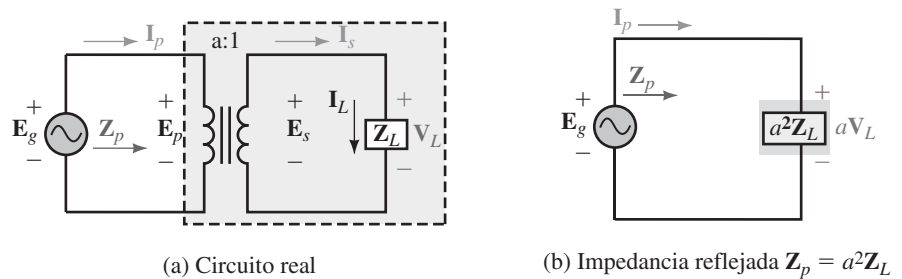 I_p
a:1
I_s
+
E_g
−
Z_p
+
E_p
−
+
E_s
−
I_L
Z_L
+
V_L
−
(a) Circuito real
I_p
Z_p
+
E_g
−
a²Z_L
+
aV_L
−
(b) Impedancia reflejada Z_p = a²Z_L